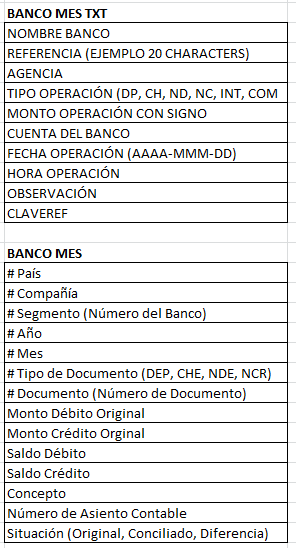 BANCO MES TXT
NOMBRE BANCO
REFERENCIA (EJEMPLO 20 CHARACTERS)
AGENCIA
TIPO OPERACIÓN (DP, CH, ND, NC, INT, COM
MONTO OPERACIÓN CON SIGNO
CUENTA DEL BANCO
FECHA OPERACIÓN (AAAA-MMM-DD)
HORA OPERACIÓN
OBSERVACIÓN
CLAVEREF
BANCO MES
# País
# Compañía
# Segmento (Número del Banco)
# Año
# Mes
# Tipo de Documento (DEP, CHE, NDE, NCR)
# Documento (Número de Documento)
Monto Débito Original
Monto Crédito Orginal
Saldo Débito
Saldo Crédito
Concepto
Número de Asiento Contable
Situación (Original, Conciliado, Diferencia)